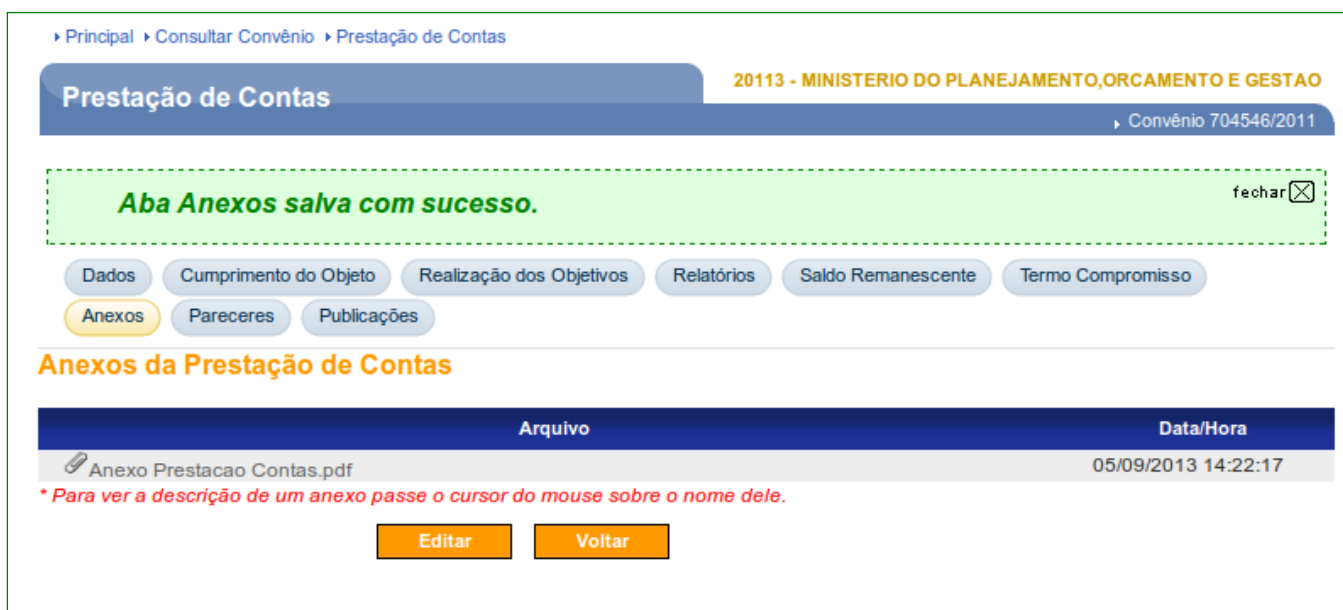 Principal Consultar Convênio Prestação de Contas
20113 - MINISTERIO DO PLANEJAMENTO,ORCAMENTO E GESTAO
Prestação de Contas
Convênio 704546/2011
Aba Anexos salva com sucesso.
fechar
Dados Cumprimento do Objeto Realização dos Objetivos Relatórios Saldo Remanescente Termo Compromisso
Anexos Pareceres Publicações
Anexos da Prestação de Contas
Arquivo Data/Hora
Anexo Prestacao Contas.pdf 05/09/2013 14:22:17
* Para ver a descrição de um anexo passe o cursor do mouse sobre o nome dele.
Editar Voltar